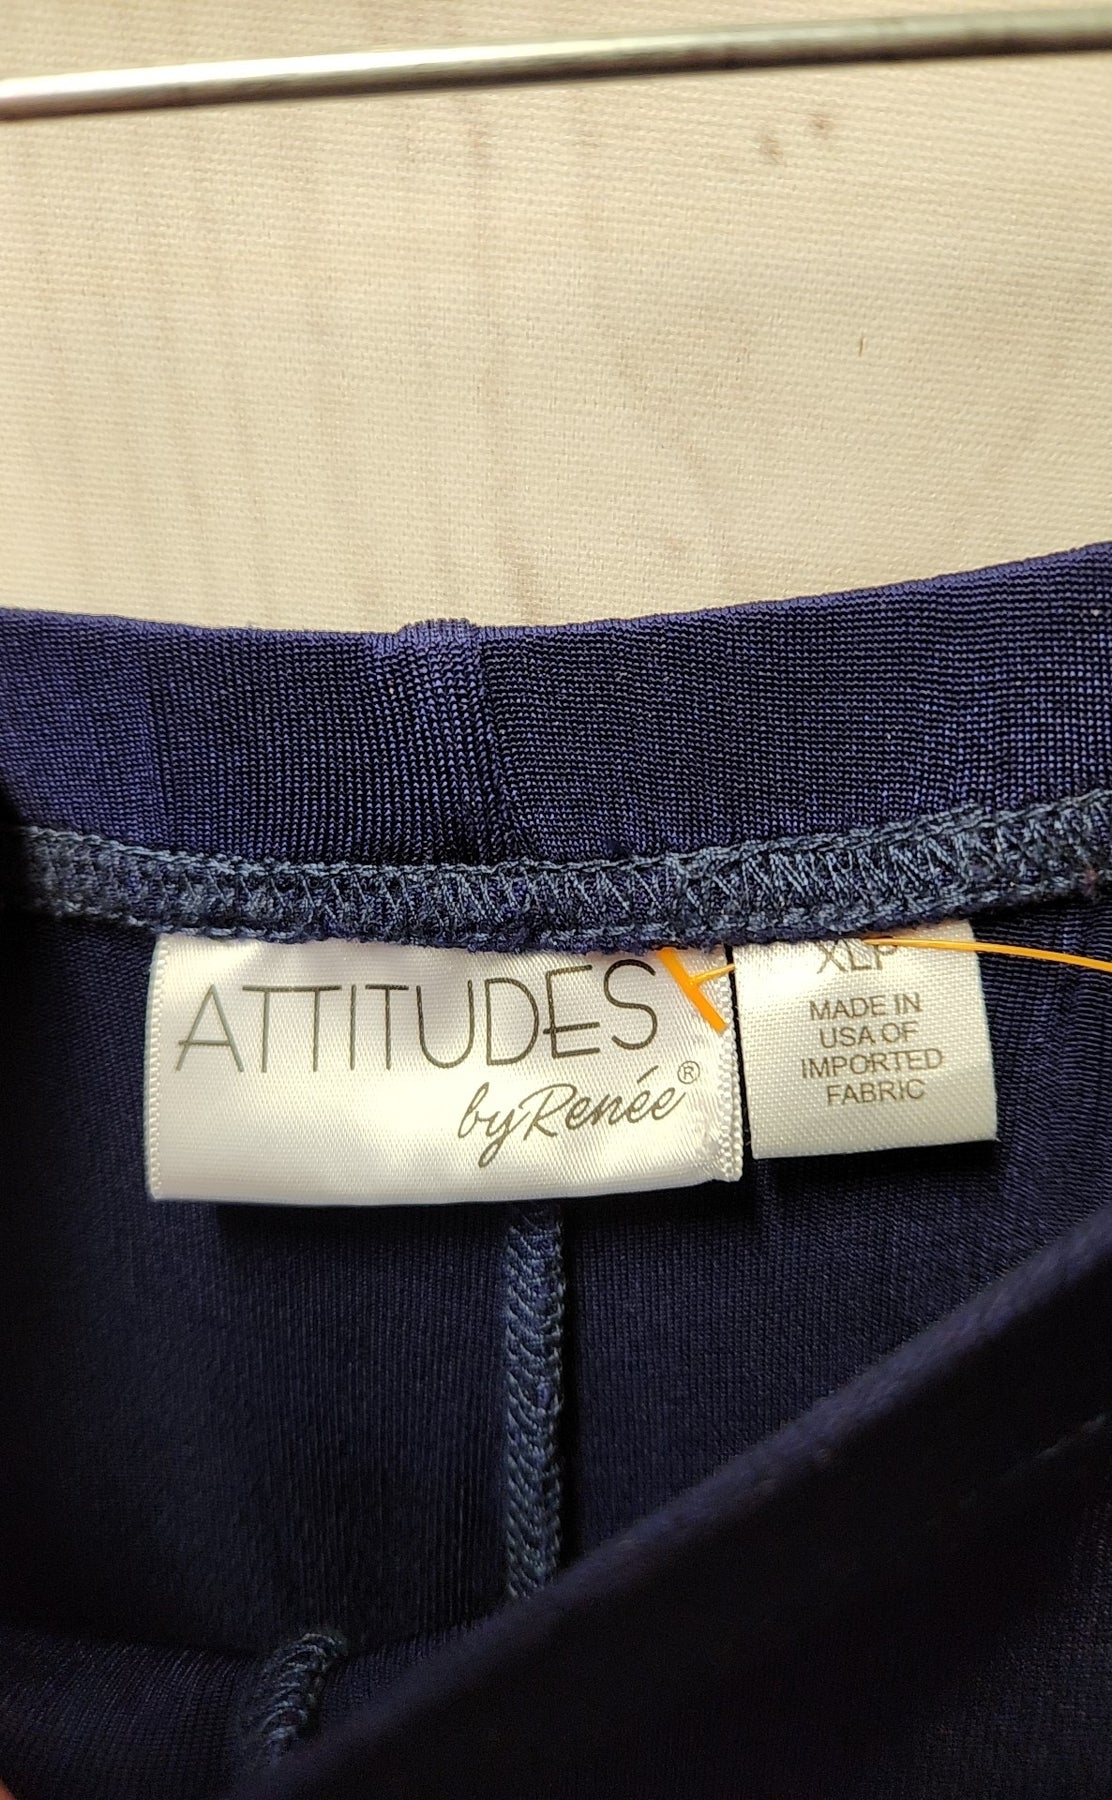 ATTITUDES
by Renée®
XLP
MADE IN
USA OF
IMPORTED
FABRIC